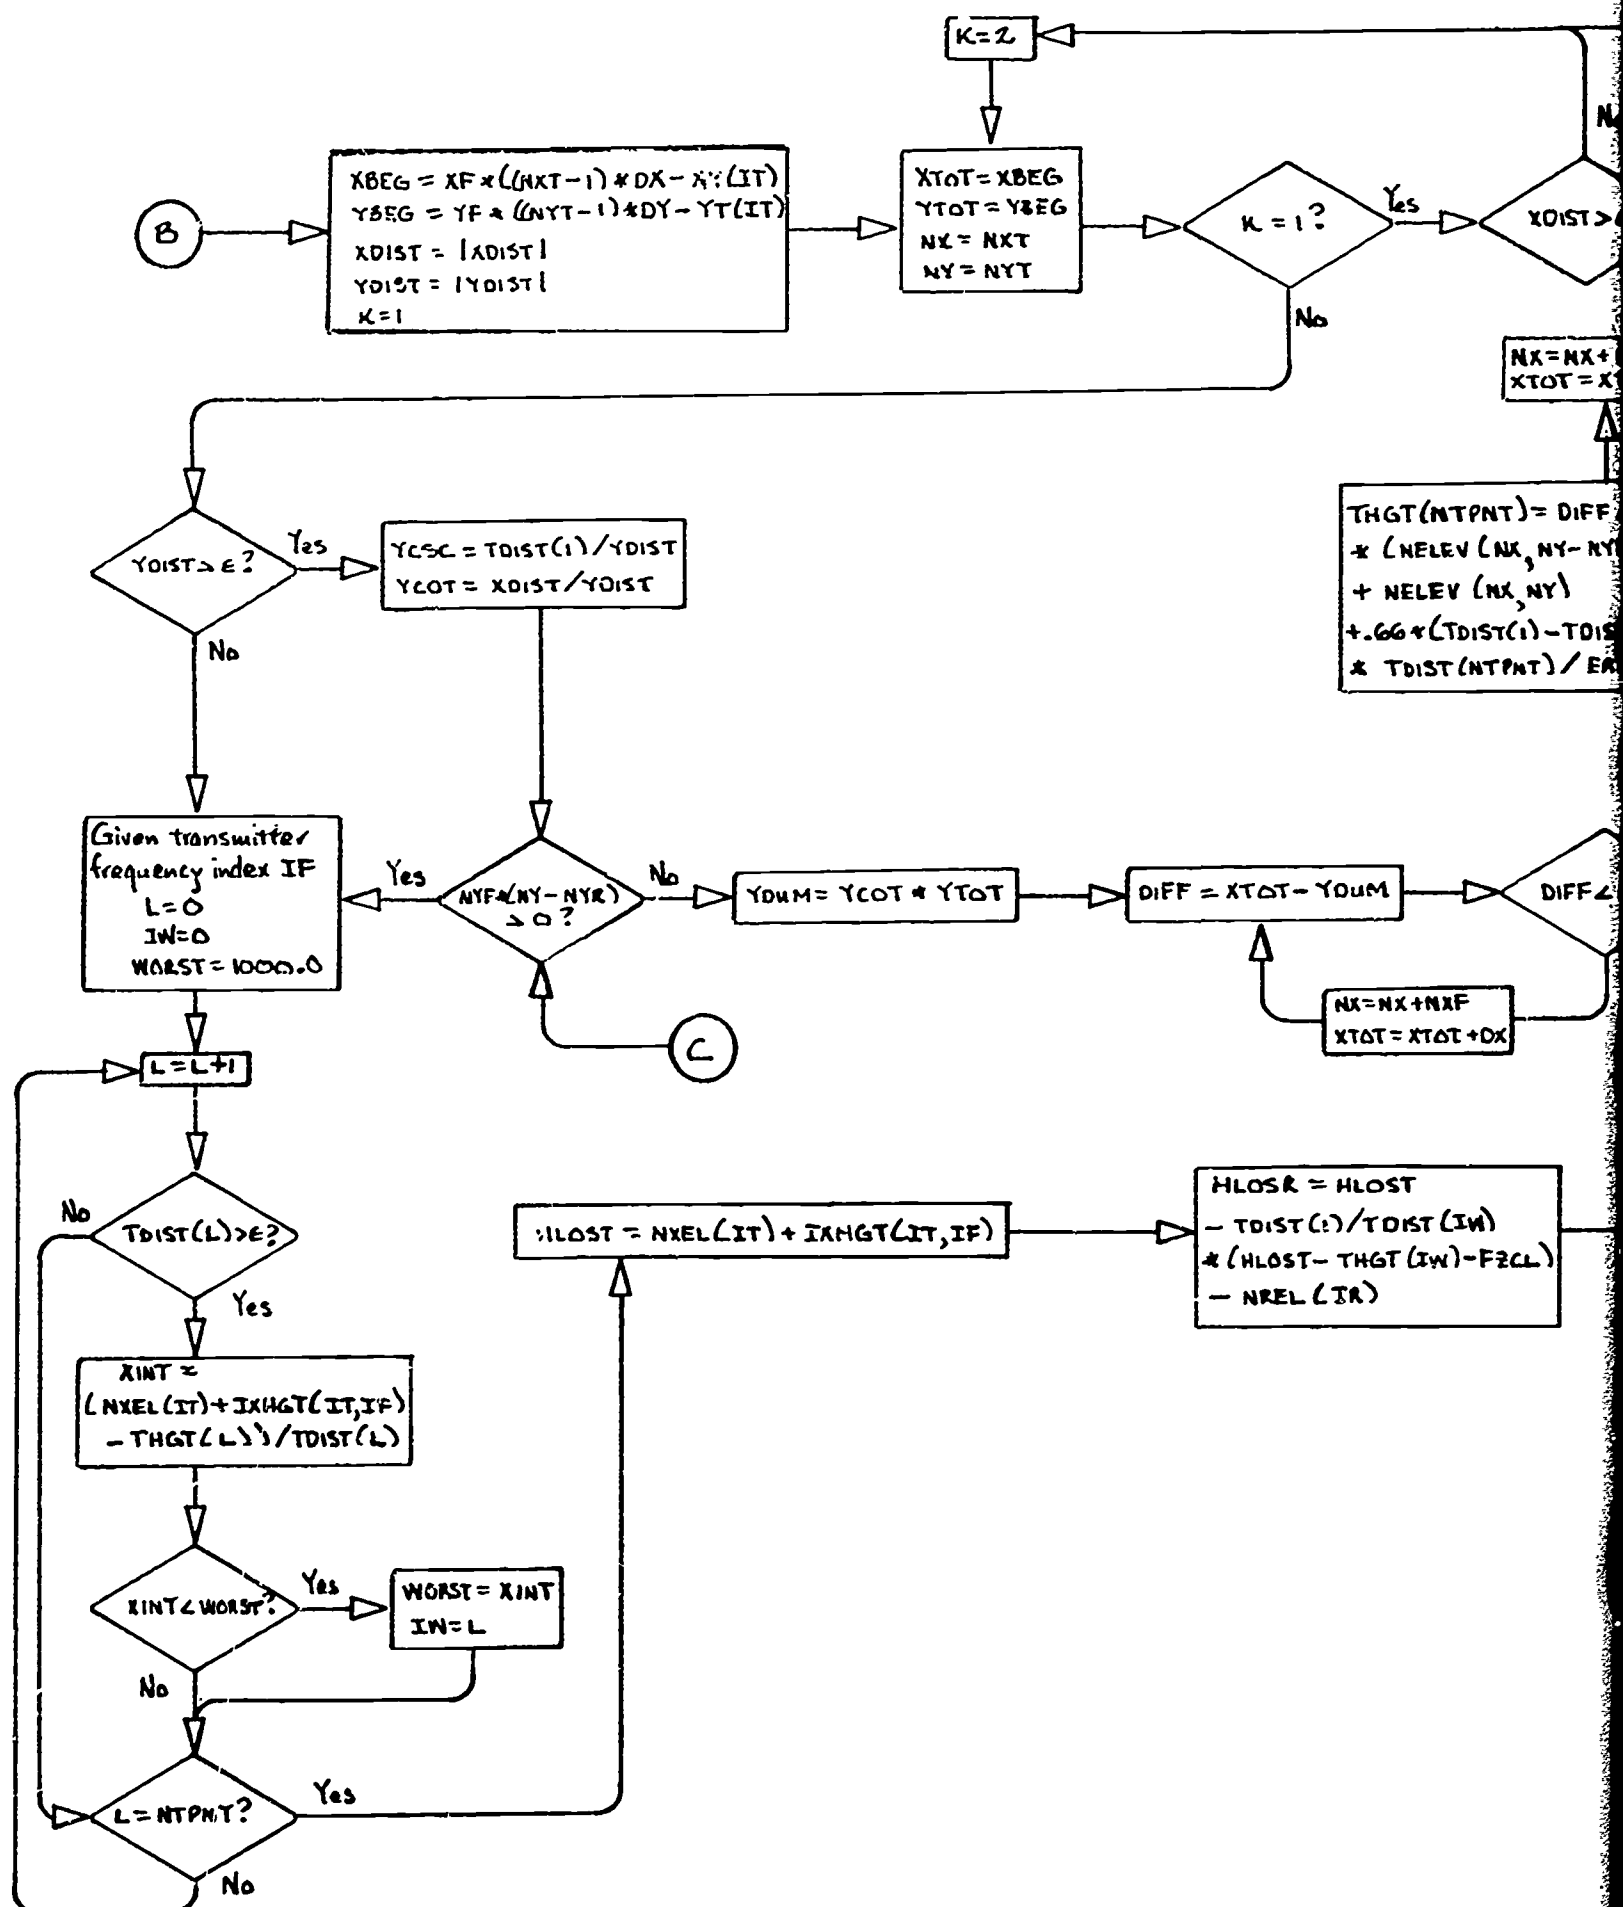 K=2
B
XBEG = XF*((NXT-1)*DX-XT(IT)
YBEG = YF*((NYT-1)*DY-YT(IT)
XDIST = |XDIST|
YDIST = |YDIST|
K=1
XTOT=XBEG
YTOT=YBEG
NX = NXT
NY = NYT
K=1?
Yes
No
XDIST>
NX=NX+
XTOT=
YDIST>ε?
Yes
No
YCSC = TDIST(1)/YDIST
YCOT = XDIST/YDIST
THGT(NTPNT)= DIFF
* (NELEV(NX,NY-
+ NELEV (NX,NY)
+.66*(TDIST(1)-
* TDIST(NTPNT)/
Given transmitter
frequency index IF
L=0
IW=0
WORST=1000.0
Yes
NYF*(NY-NYR)
>0?
No
YDUM= YCOT * YTOT
DIFF = XTOT-YDUM
DIFF<
NX=NX+NXF
XTOT=XTOT+DX
C
L=L+1
No
TDIST(L)>ε?
Yes
HLOST = NXEL(IT)+IXHGT(IT,IF)
HLOSR = HLOST
- TDIST(1)/TDIST(IW)
*(HLOST-THGT(IW)-FZCL)
- NREL(IR)
XINT =
(NXEL(IT)+IXHGT(IT,IF)
-THGT(L))/TDIST(L)
XINT<WORST?
Yes
No
WORST=XINT
IW=L
L=NTPNT?
Yes
No